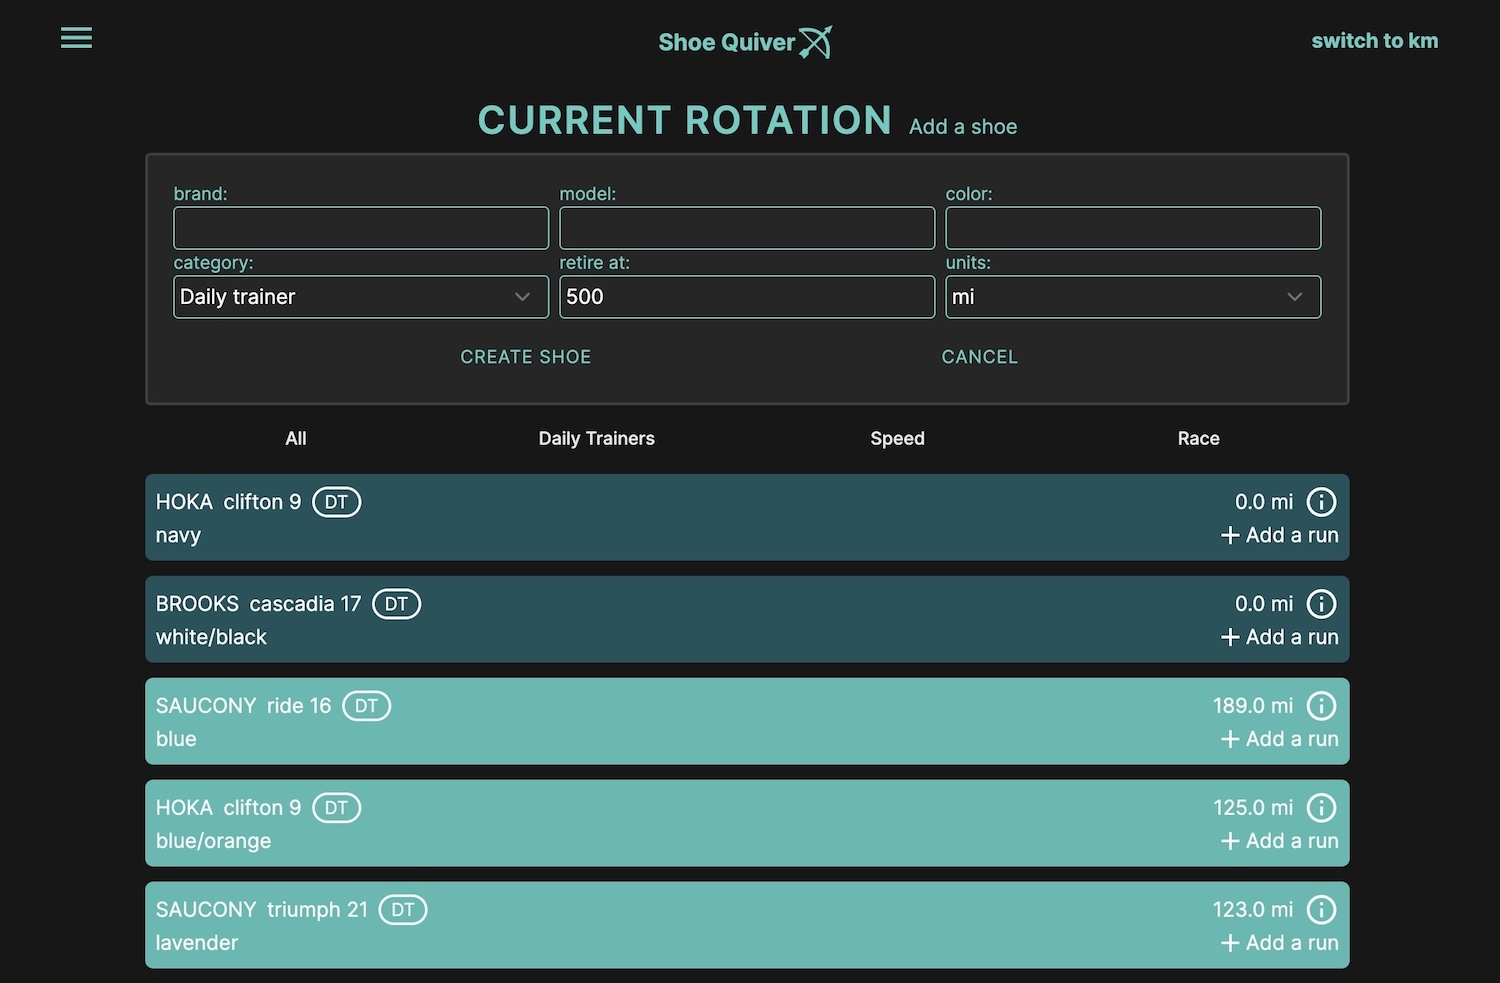 Shoe Quiver
switch to km
CURRENT ROTATION Add a shoe
brand: model: color:
category: retire at: units:
Daily trainer 500 mi
CREATE SHOE CANCEL
All Daily Trainers Speed Race
HOKA clifton 9 DT 0.0 mi
navy + Add a run
BROOKS cascadia 17 DT 0.0 mi
white/black + Add a run
SAUCONY ride 16 DT 189.0 mi
blue + Add a run
HOKA clifton 9 DT 125.0 mi
blue/orange + Add a run
SAUCONY triumph 21 DT 123.0 mi
lavender + Add a run